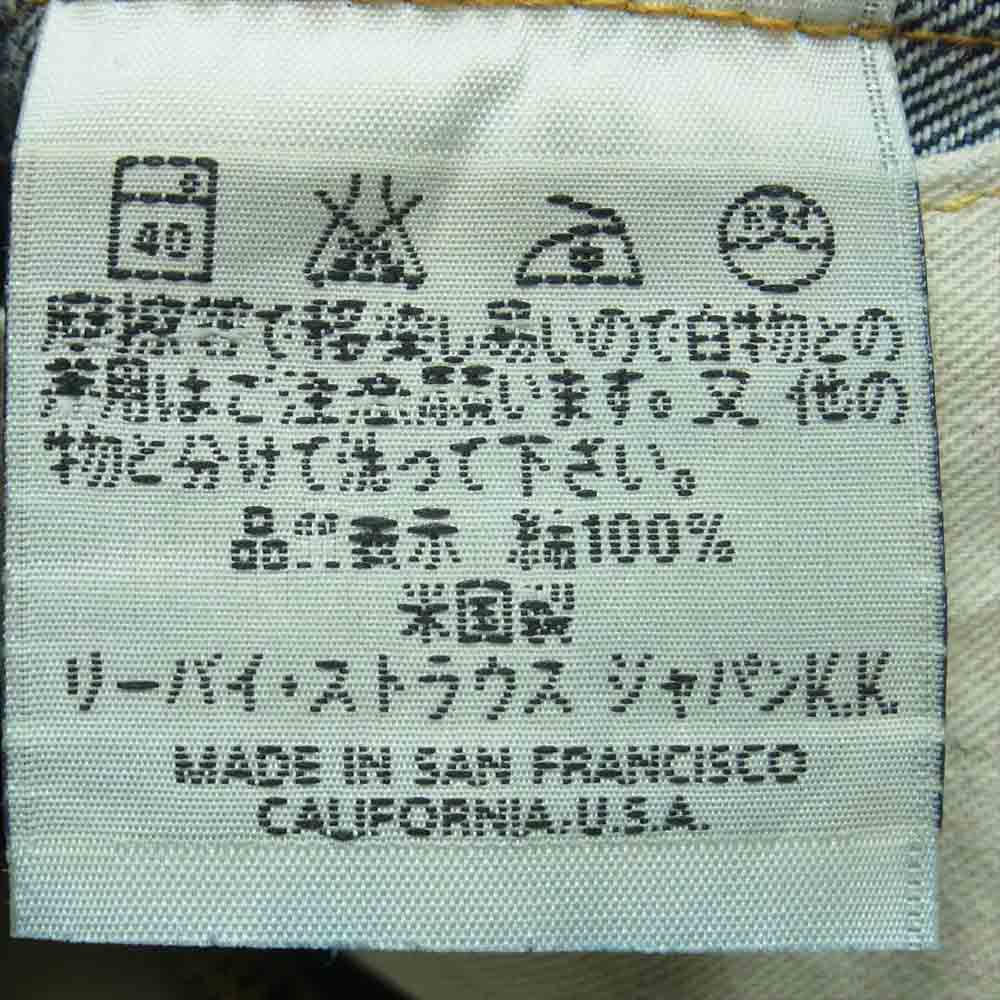 40
摩擦等で移染し易いので白物との
着用はご注意願います。又 他の
物と分けて洗って下さい。
品質表示 綿100%
米国製
リーバイ・ストラウス ジャパンK.K.
MADE IN SAN FRANCISCO
CALIFORNIA.U.S.A.